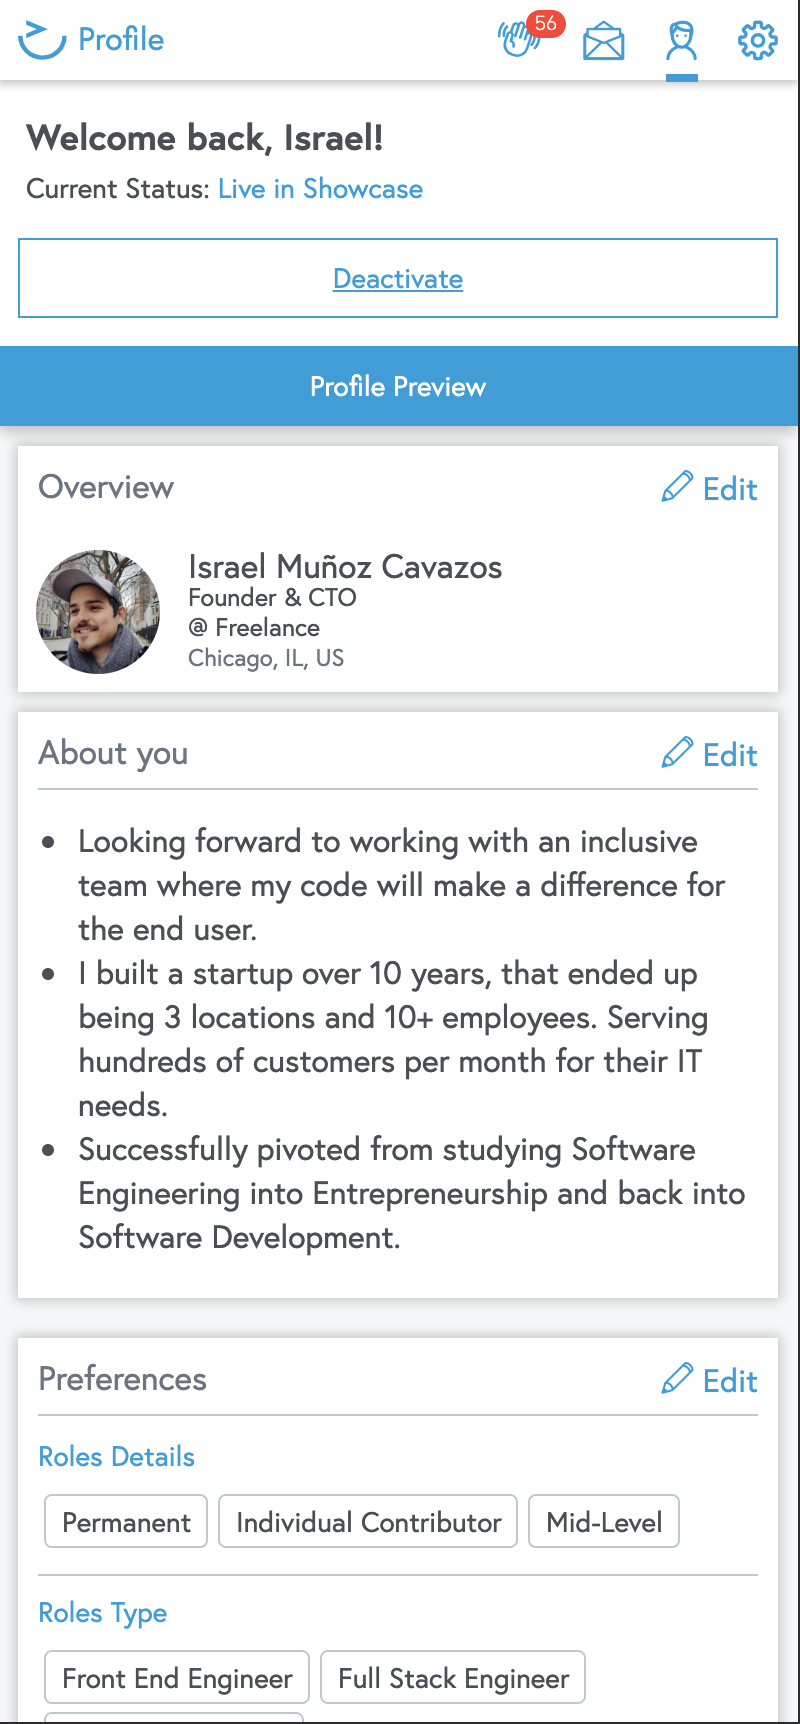 Profile
56
Welcome back, Israel!
Current Status: Live in Showcase
Deactivate
Profile Preview
Overview
Edit
Israel Muñoz Cavazos
Founder & CTO
@ Freelance
Chicago, IL, US
About you
Edit
• Looking forward to working with an inclusive
team where my code will make a difference for
the end user.
• I built a startup over 10 years, that ended up
being 3 locations and 10+ employees. Serving
hundreds of customers per month for their IT
needs.
• Successfully pivoted from studying Software
Engineering into Entrepreneurship and back into
Software Development.
Preferences
Edit
Roles Details
Permanent
Individual Contributor
Mid-Level
Roles Type
Front End Engineer
Full Stack Engineer